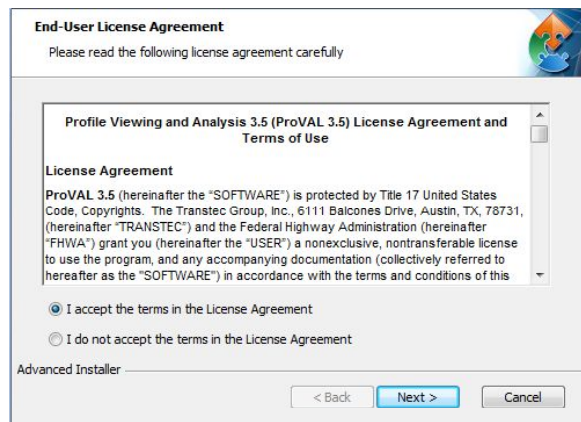 End-User License Agreement
Please read the following license agreement carefully
Profile Viewing and Analysis 3.5 (ProVAL 3.5) License Agreement and
Terms of Use
License Agreement
ProVAL 3.5 (hereinafter the “SOFTWARE”) is protected by Title 17 United States
Code, Copyrights. The Transtec Group, Inc., 6111 Balcones Drive, Austin, TX, 78731,
(hereinafter “TRANSTEC”) and the Federal Highway Administration (hereinafter
“FHWA”) grant you (hereinafter the “USER”) a nonexclusive, nontransferable license
to use the program, and any accompanying documentation (collectively referred to
hereafter as the "SOFTWARE") in accordance with the terms and conditions of this
I accept the terms in the License Agreement
I do not accept the terms in the License Agreement
Advanced Installer
< Back Next > Cancel